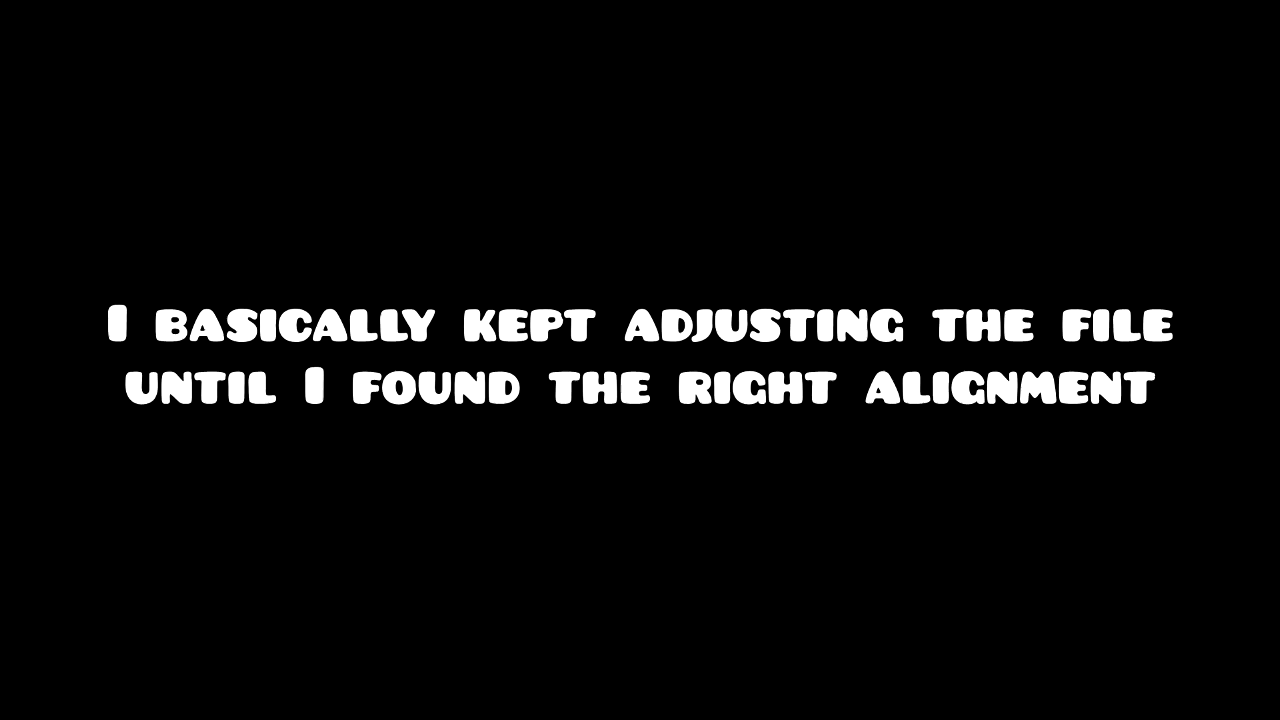 I basically kept adjusting the file
until I found the right alignment